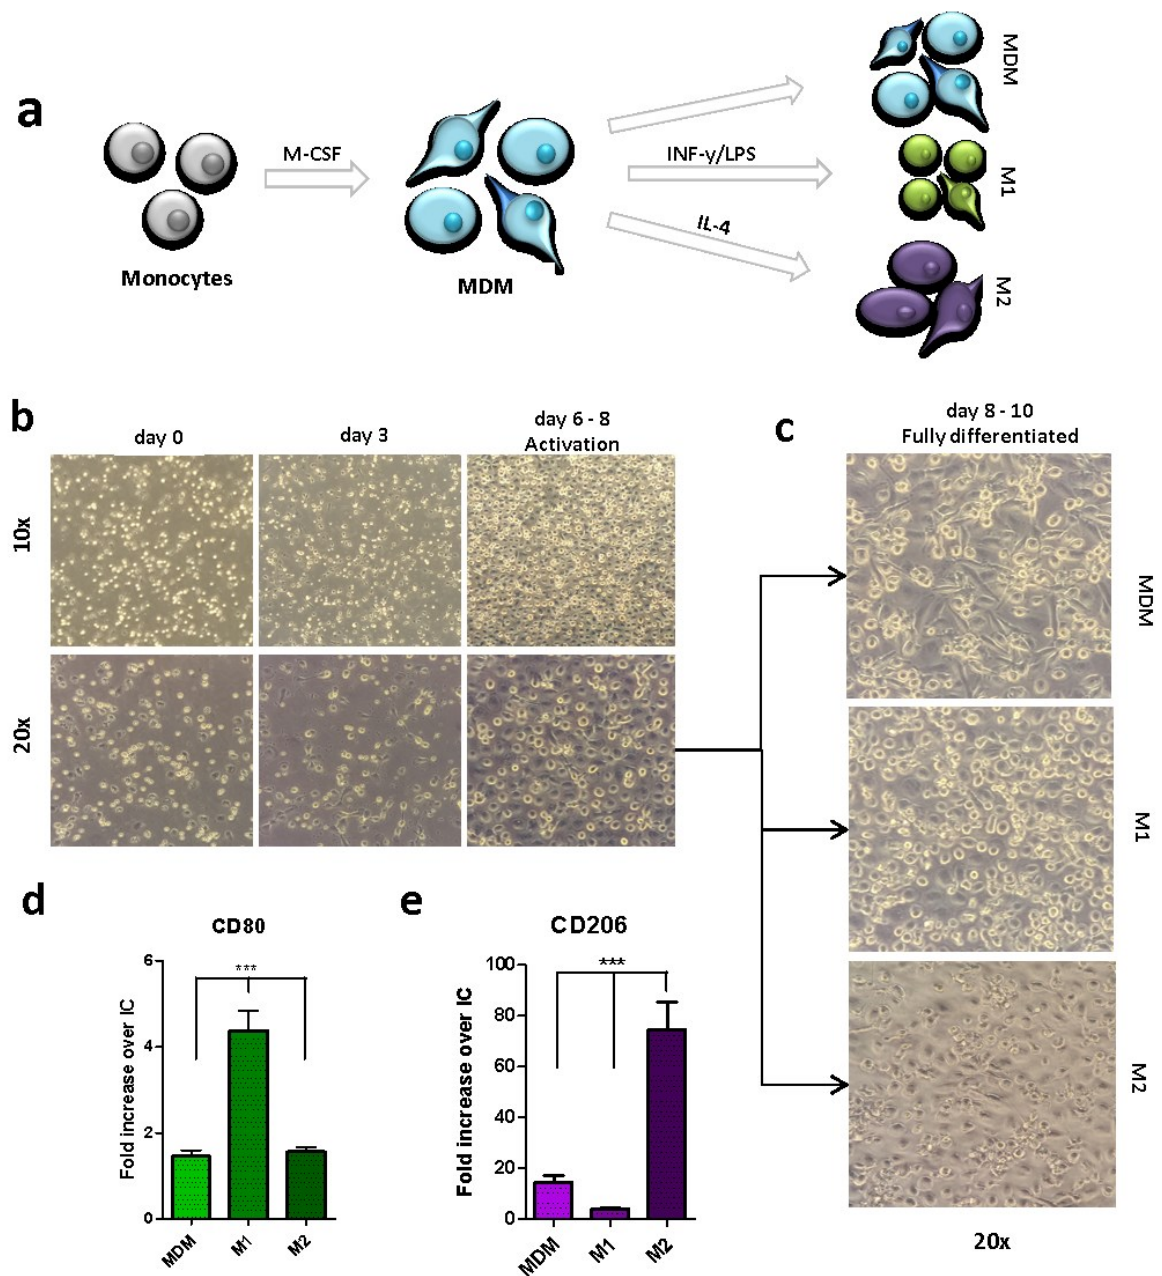 a
Monocytes
M-CSF
MDM
INF-γ/LPS
IL-4
MDM
M1
M2
b
day 0
day 3
day 6 - 8
Activation
10x
20x
c
day 8 - 10
Fully differentiated
MDM
M1
M2
20x
d
CD80
***
Fold increase over IC
6
4
2
0
MDM
M1
M2
e
CD206
***
Fold increase over IC
100
80
60
40
20
0
MDM
M1
M2